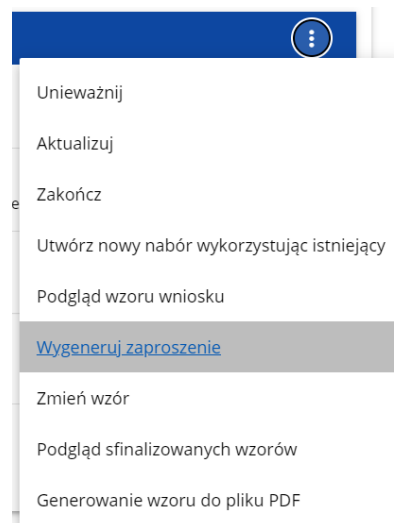 Unieważnij
Aktualizuj
Zakończ
e
Utwórz nowy nabór wykorzystując istniejący
Podgląd wzoru wniosku
Wygeneruj zaproszenie
Zmień wzór
Podgląd sfinalizowanych wzorów
Generowanie wzoru do pliku PDF